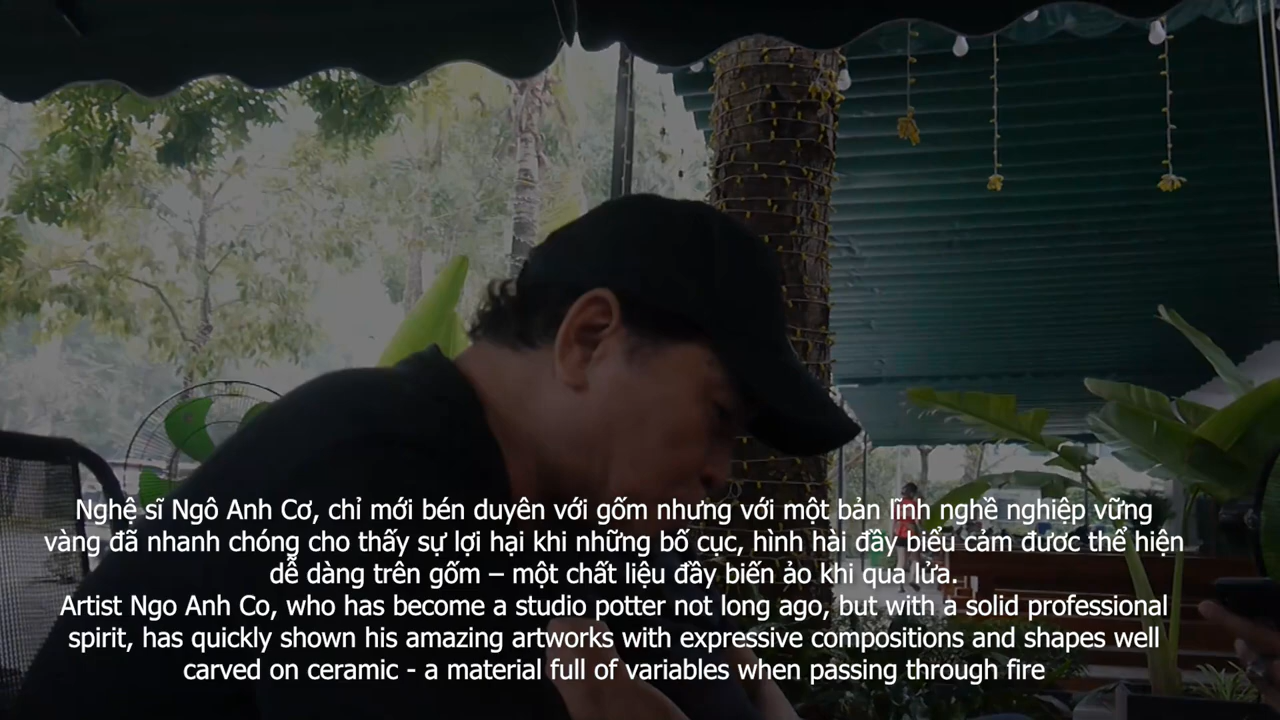 Nghệ sĩ Ngô Anh Cơ, chỉ mới bén duyên với gốm nhưng với một bản lĩnh nghề nghiệp vững
vàng đã nhanh chóng cho thấy sự lợi hại khi những bố cục, hình hài đầy biểu cảm đươc thể hiện
dễ dàng trên gốm – một chất liệu đầy biến ảo khi qua lửa.
Artist Ngo Anh Co, who has become a studio potter not long ago, but with a solid professional
spirit, has quickly shown his amazing artworks with expressive compositions and shapes well
carved on ceramic - a material full of variables when passing through fire